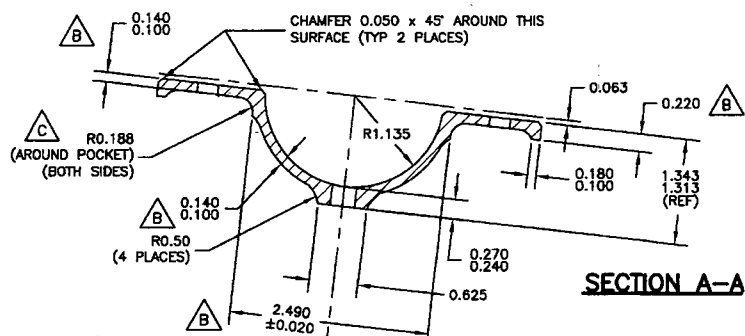 B
0.140
0.100
CHAMFER 0.050 x 45° AROUND THIS
SURFACE (TYP 2 PLACES)
0.063
0.220
B
C
R0.188
(AROUND POCKET)
(BOTH SIDES)
R1.135
0.180
0.100
1.343
1.313
(REF)
B
0.140
0.100
R0.50
(4 PLACES)
0.270
0.240
0.625
SECTION A-A
B
2.490
±0.020